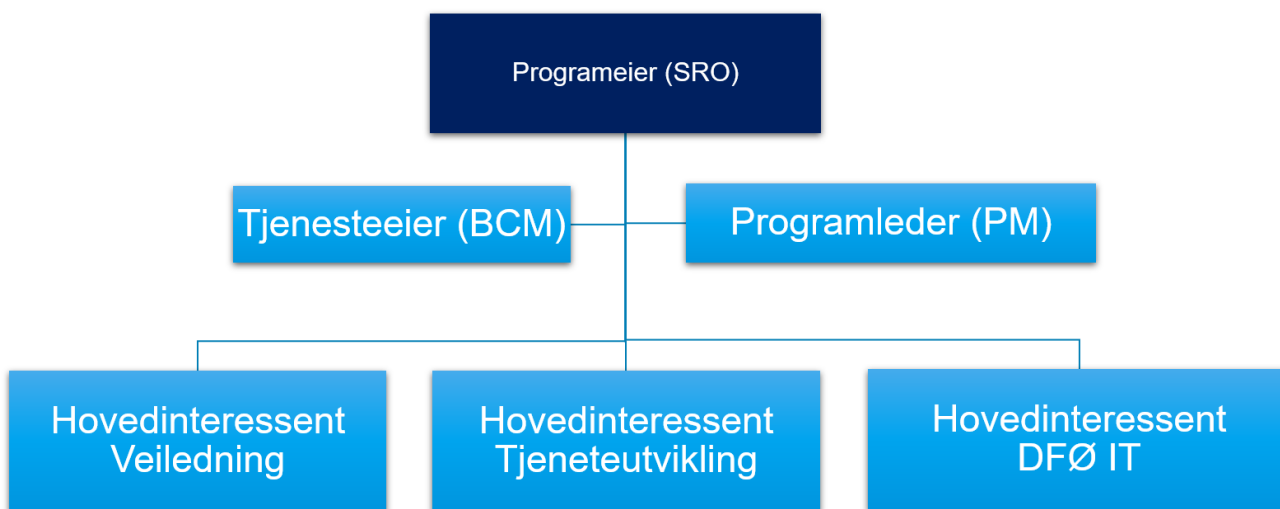 Programeier (SRO)
Tjenesteeier (BCM)
Programleder (PM)
Hovedinteressent
Veiledning
Hovedinteressent
Tjeneteutvikling
Hovedinteressent
DFØ IT